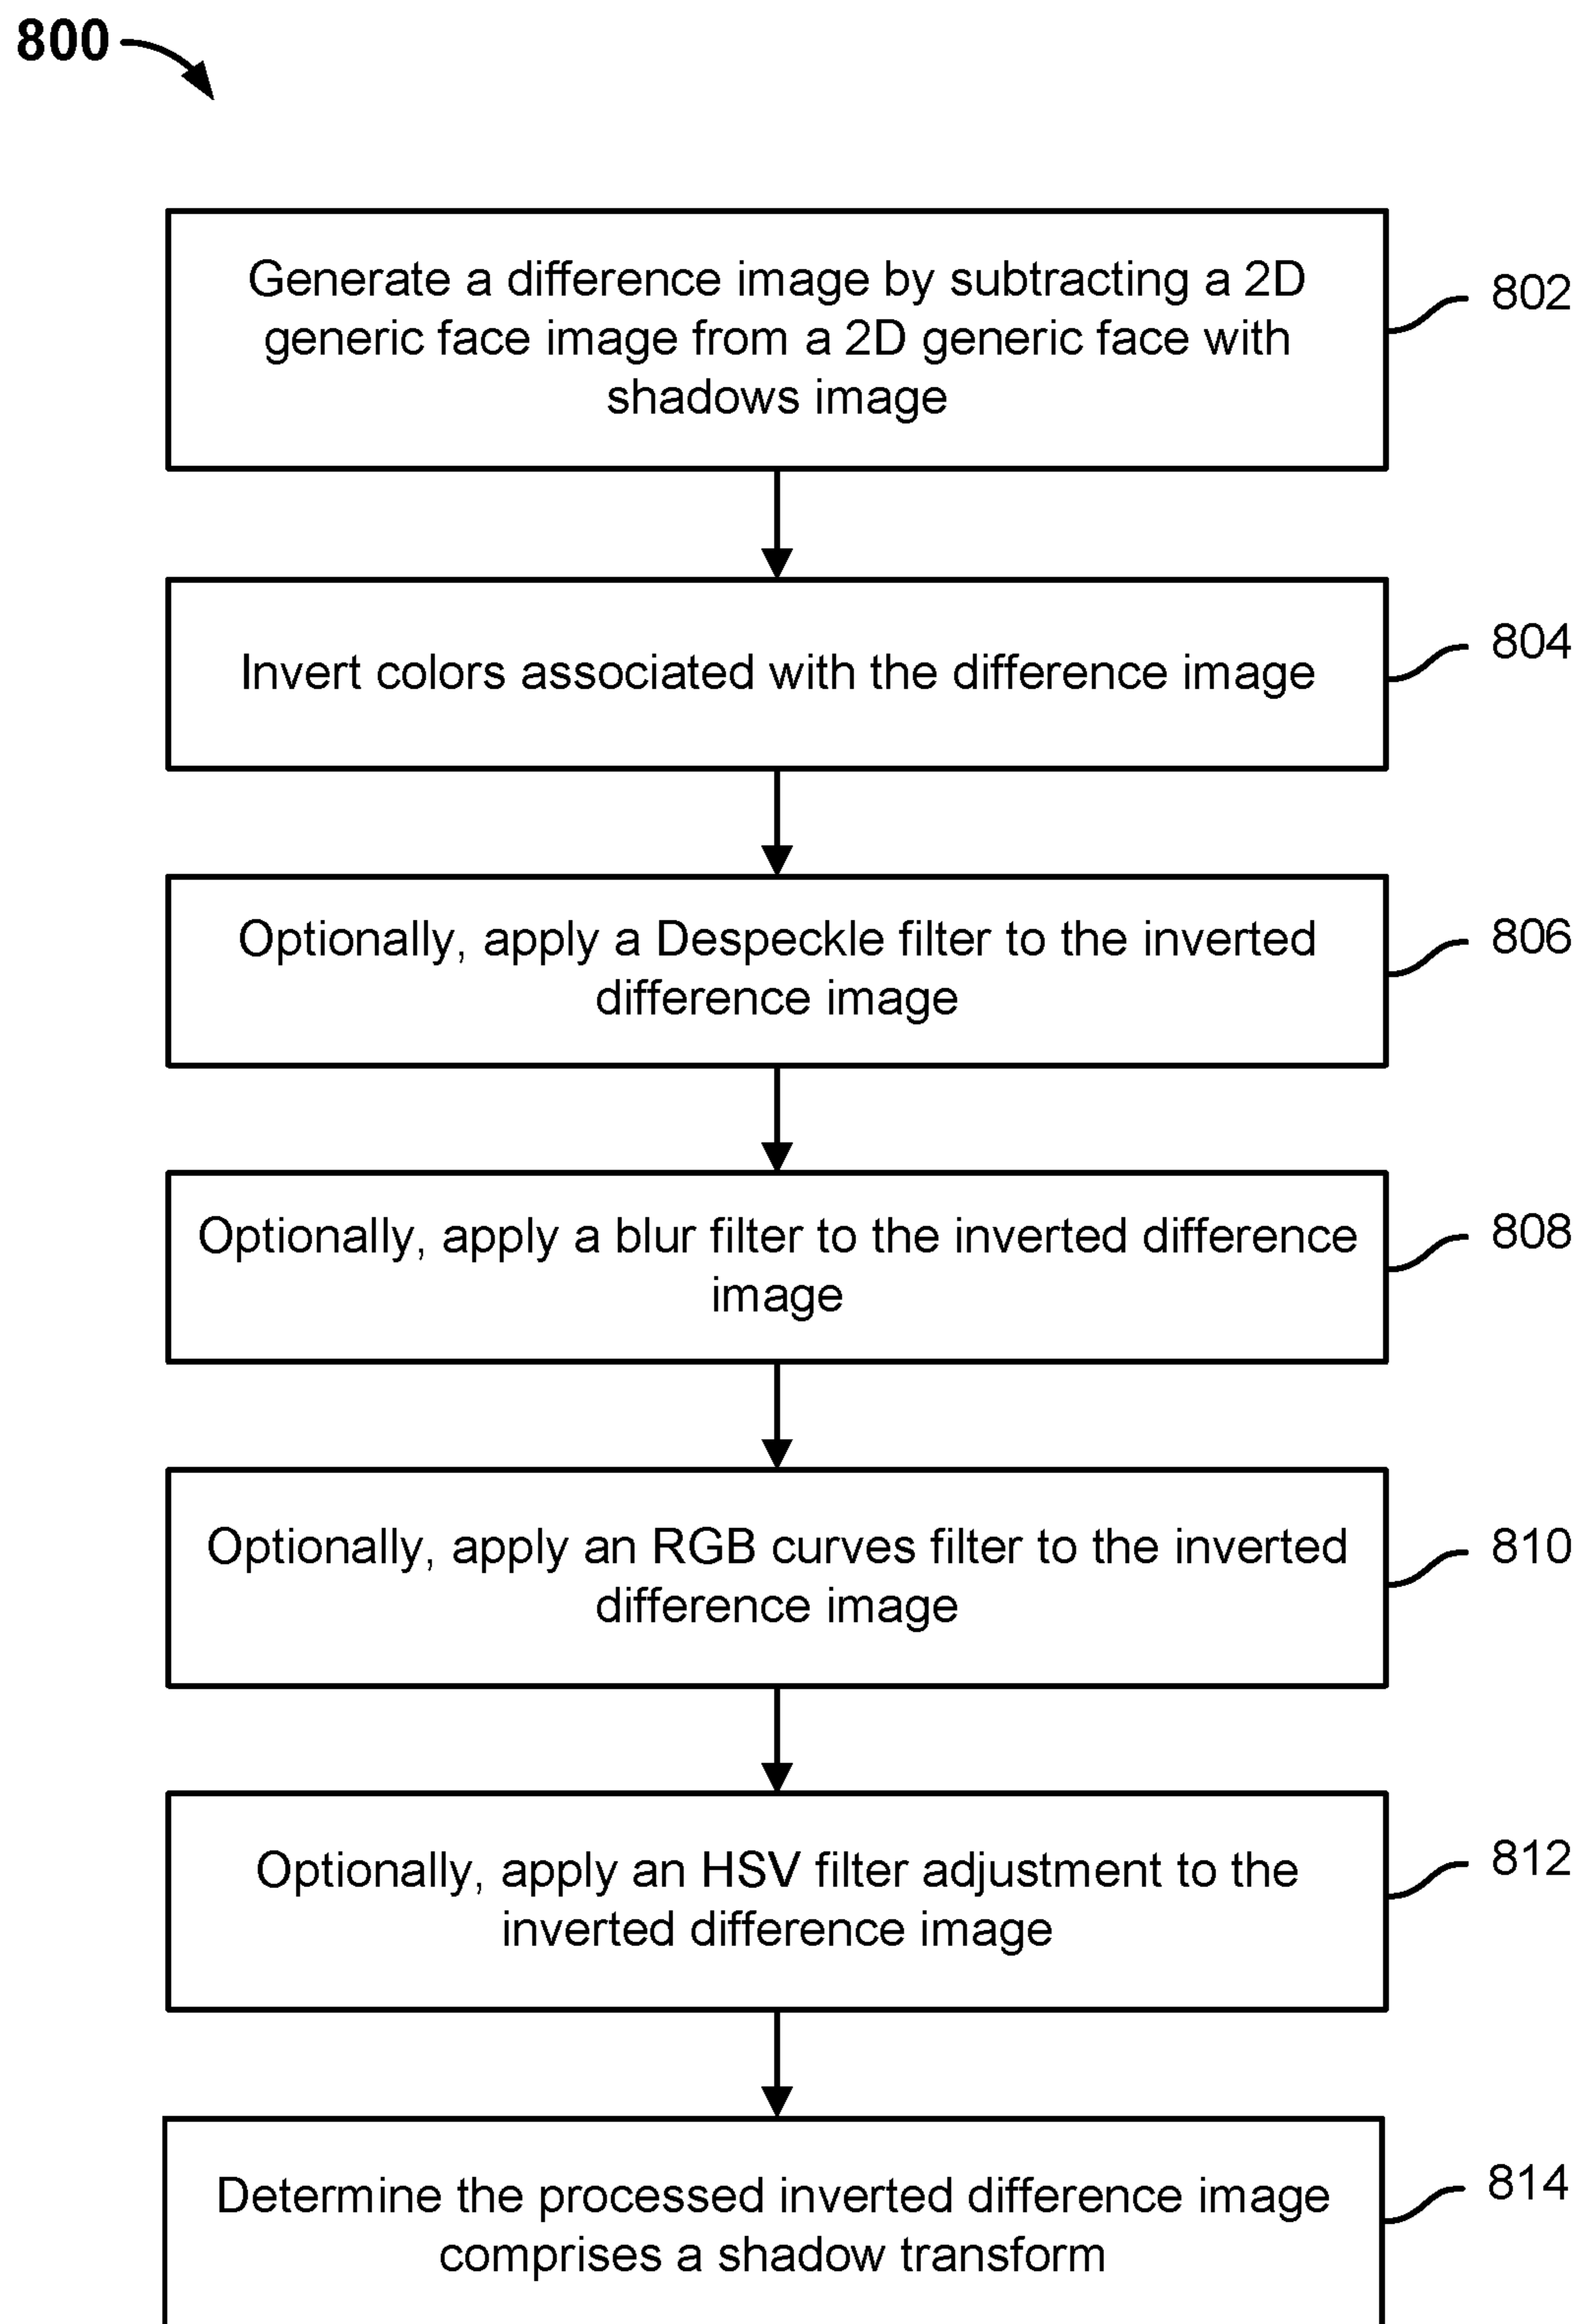 800
Generate a difference image by subtracting a 2D
generic face image from a 2D generic face with
shadows image
802
Invert colors associated with the difference image
804
Optionally, apply a Despeckle filter to the inverted
difference image
806
Optionally, apply a blur filter to the inverted difference
image
808
Optionally, apply an RGB curves filter to the inverted
difference image
810
Optionally, apply an HSV filter adjustment to the
inverted difference image
812
Determine the processed inverted difference image
comprises a shadow transform
814